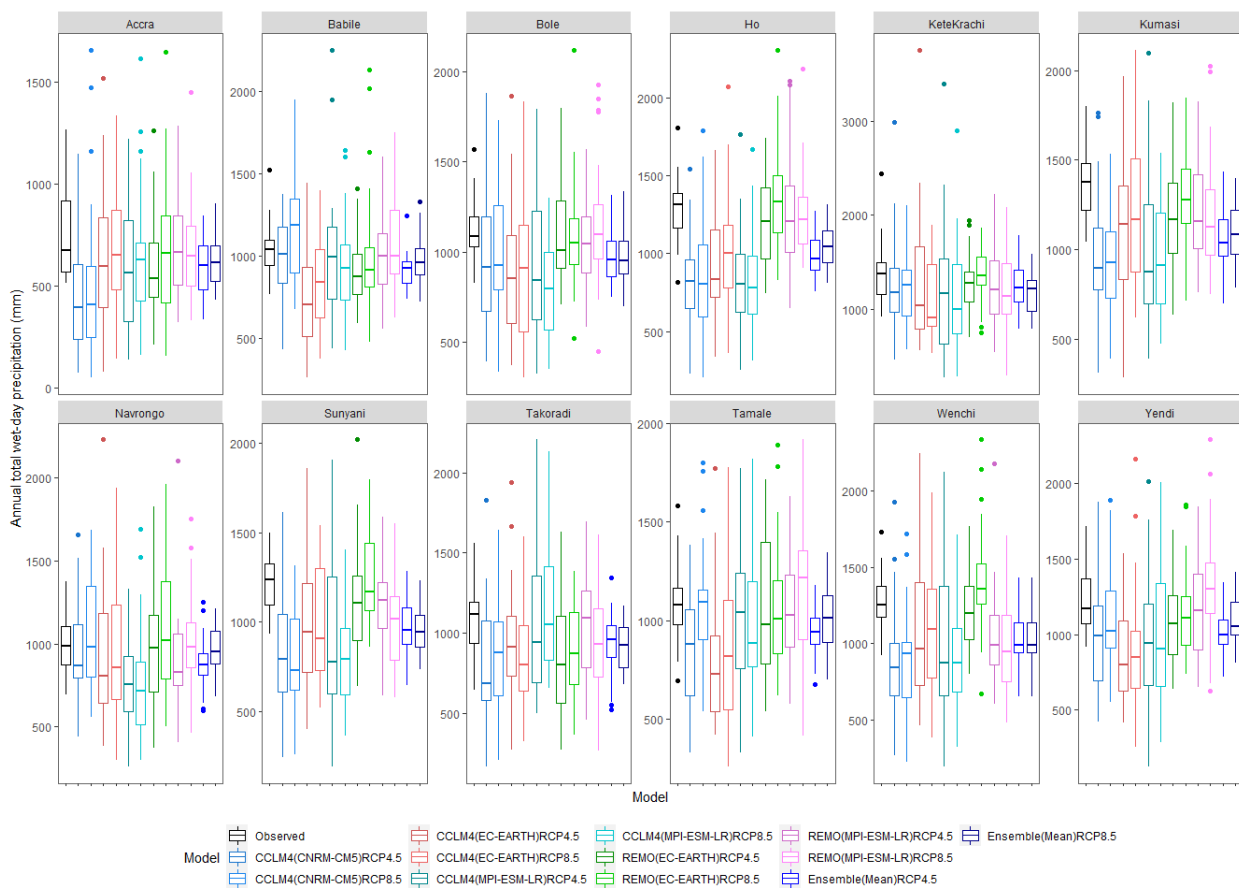 Accra Babile Bole Ho KeteKrachi Kumasi
1500
1000
500
0
2000
1500
1000
500
2000
1500
1000
500
2000
1500
1000
500
3000
2000
1000
2000
1500
1000
500
Navrongo Sunyani Takoradi Tamale Wenchi Yendi
2000
1500
1000
500
2000
1500
1000
500
2000
1500
1000
500
2000
1500
1000
500
2000
1500
1000
500
2000
1500
1000
500
Annual total wet-day precipitation (mm)
Model
Model
Observed
CCLM4(CNRM-CM5)RCP4.5
CCLM4(CNRM-CM5)RCP8.5
CCLM4(EC-EARTH)RCP4.5
CCLM4(EC-EARTH)RCP8.5
CCLM4(MPI-ESM-LR)RCP4.5
CCLM4(MPI-ESM-LR)RCP8.5
REMO(EC-EARTH)RCP4.5
REMO(EC-EARTH)RCP8.5
REMO(MPI-ESM-LR)RCP4.5
REMO(MPI-ESM-LR)RCP8.5
Ensemble(Mean)RCP4.5
Ensemble(Mean)RCP8.5